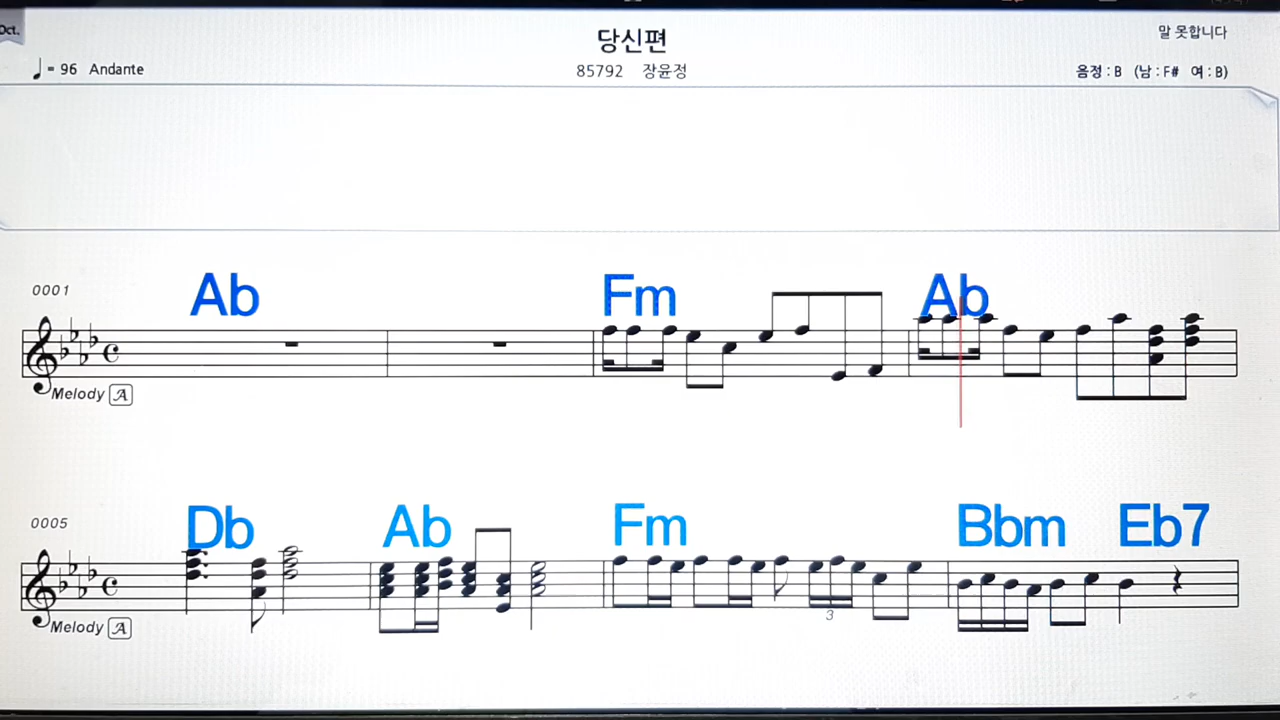 Oct.
당신편
말 못합니다
♩= 96 Andante
85792 장윤정
음정 : B (남 : F# 여 : B)
Ab Fm Ab
0001
Melody A
Db Ab Fm Bbm Eb7
0005
Melody A
3